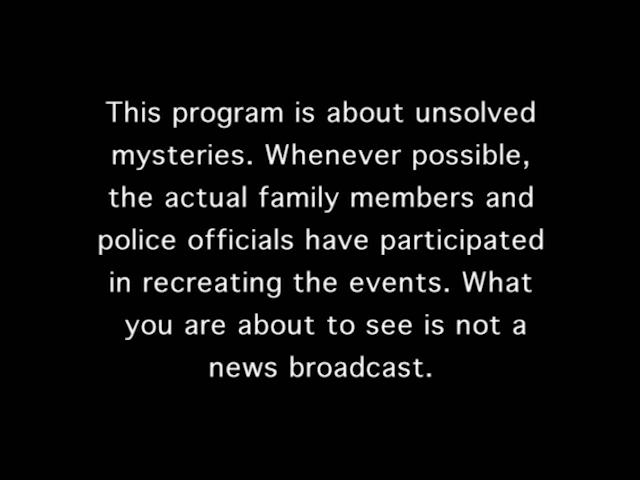 This program is about unsolved
mysteries. Whenever possible,
the actual family members and
police officials have participated
in recreating the events. What
you are about to see is not a
news broadcast.